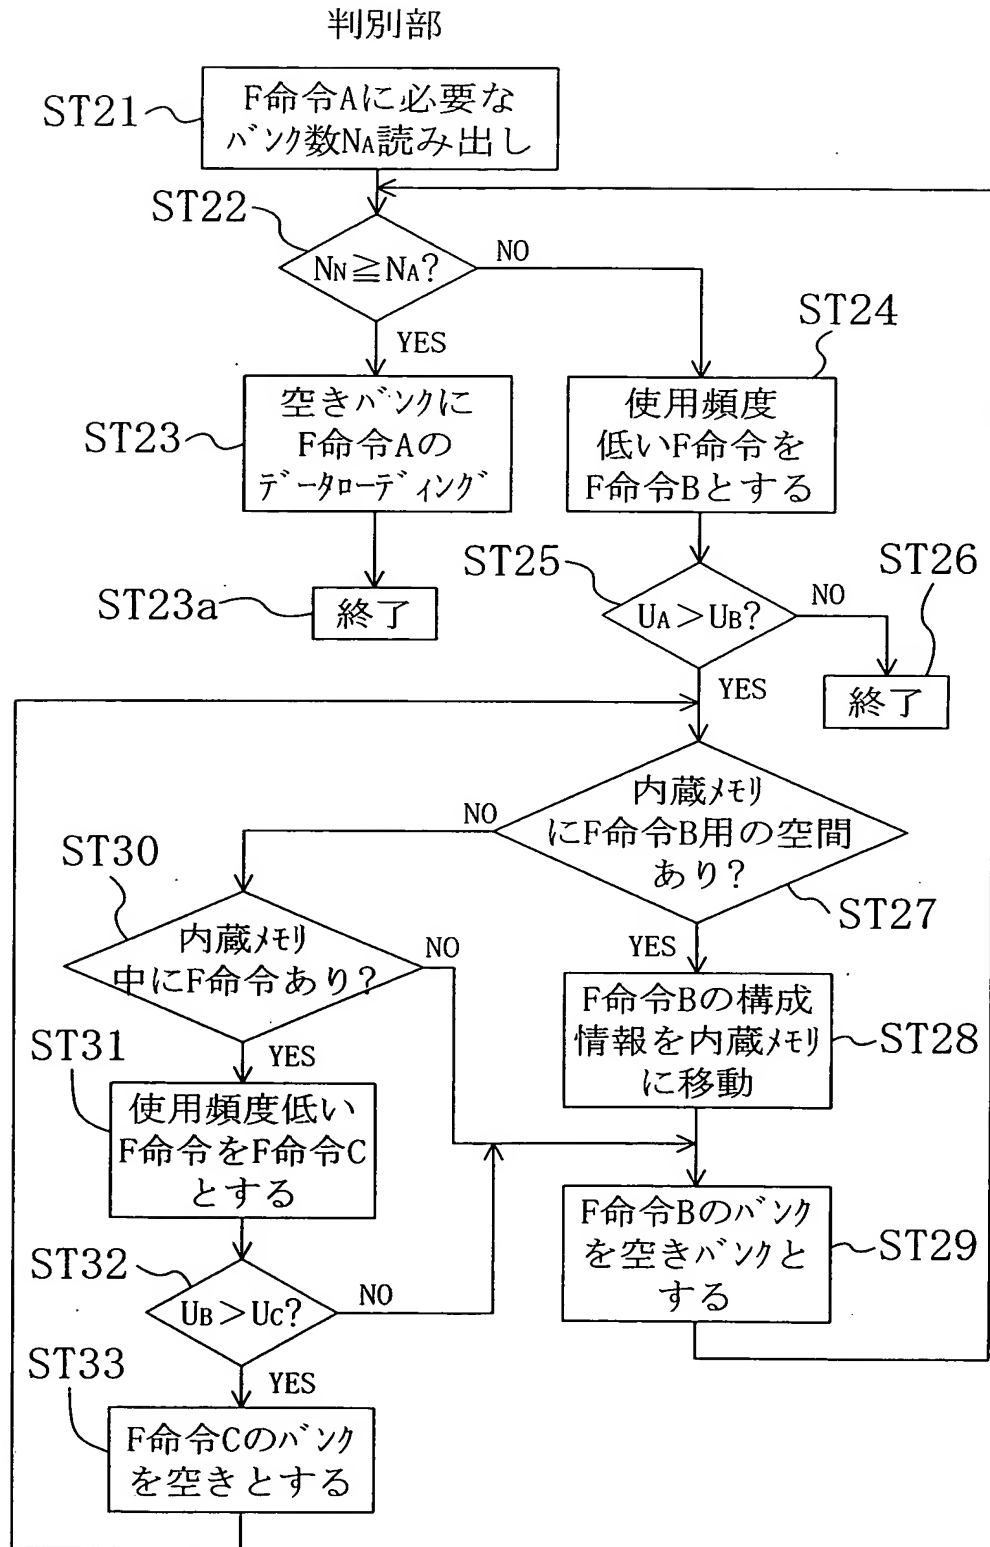 判別部
ST21
F命令Aに必要な
バンク数NA読み出し
ST22
NN≧NA?
NO
YES
ST23
空きバンクに
F命令Aの
データローディング
ST23a
終了
ST24
使用頻度
低いF命令を
F命令Bとする
ST25
UA>UB?
NO
YES
ST26
終了
内蔵メモリ
にF命令B用の空間
あり?
ST27
NO
YES
ST30
内蔵メモリ
中にF命令あり?
NO
YES
F命令Bの構成
情報を内蔵メモリ
に移動
ST28
ST31
使用頻度低い
F命令をF命令C
とする
F命令Bのバンク
を空きバンクと
する
ST29
ST32
UB>UC?
NO
YES
ST33
F命令Cのバンク
を空きとする